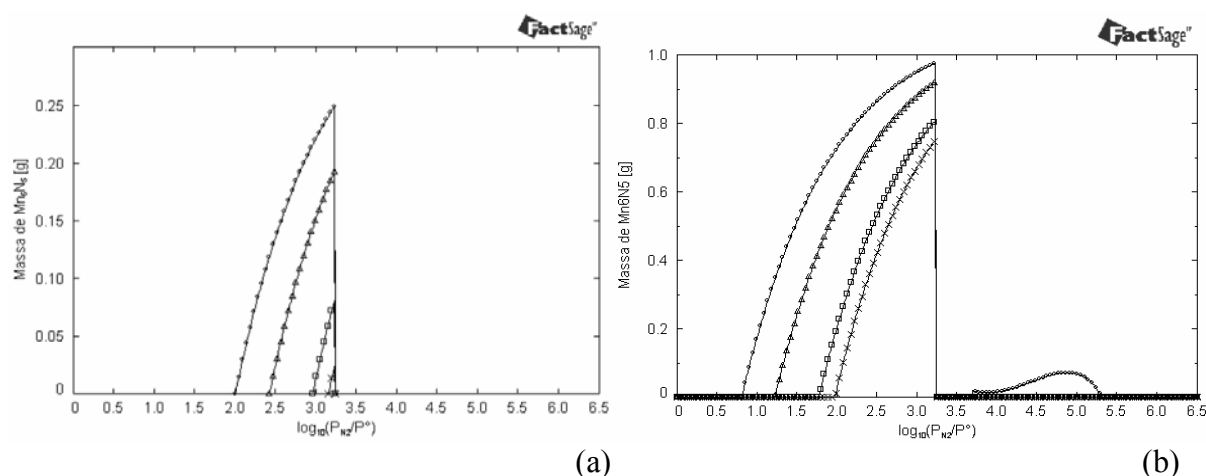 FactSage™
Massa de Mn₆N₅ [g]
0.25
0.20
0.15
0.10
0.05
0
0 0.5 1.0 1.5 2.0 2.5 3.0 3.5 4.0 4.5 5.0 5.5 6.0 6.5
log₁₀(P_N2/P°)
(a)
FactSage™
Massa de Mn6N5 [g]
1.0
0.8
0.6
0.4
0.2
0
0 0.5 1.0 1.5 2.0 2.5 3.0 3.5 4.0 4.5 5.0 5.5 6.0 6.5
log₁₀(P_N2/P°)
(b)